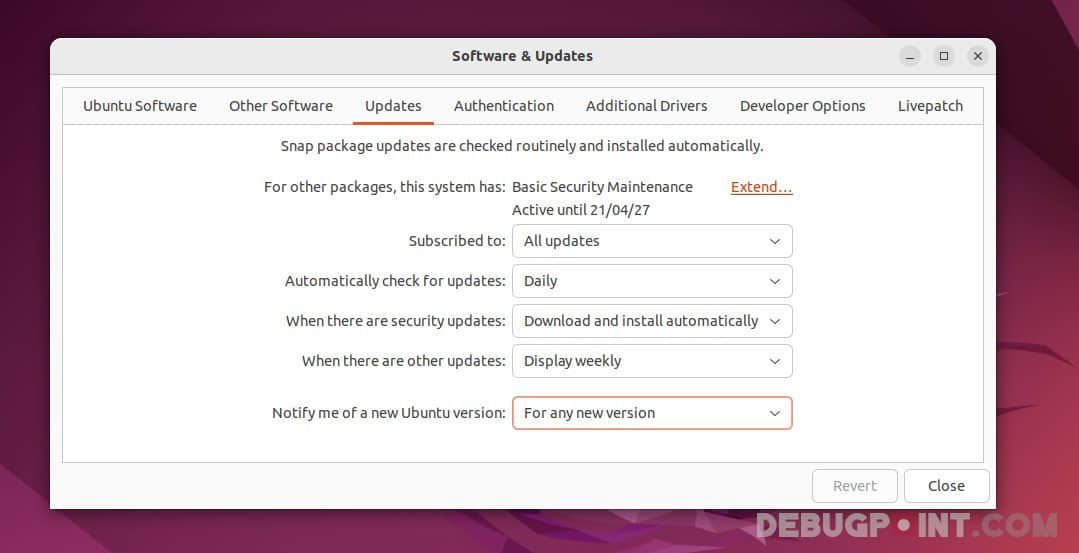 Software & Updates
Ubuntu Software Other Software Updates Authentication Additional Drivers Developer Options Livepatch
Snap package updates are checked routinely and installed automatically.
For other packages, this system has: Basic Security Maintenance Extend...
Active until 21/04/27
Subscribed to: All updates
Automatically check for updates: Daily
When there are security updates: Download and install automatically
When there are other updates: Display weekly
Notify me of a new Ubuntu version: For any new version
Revert Close
DEBUGPOINT.COM